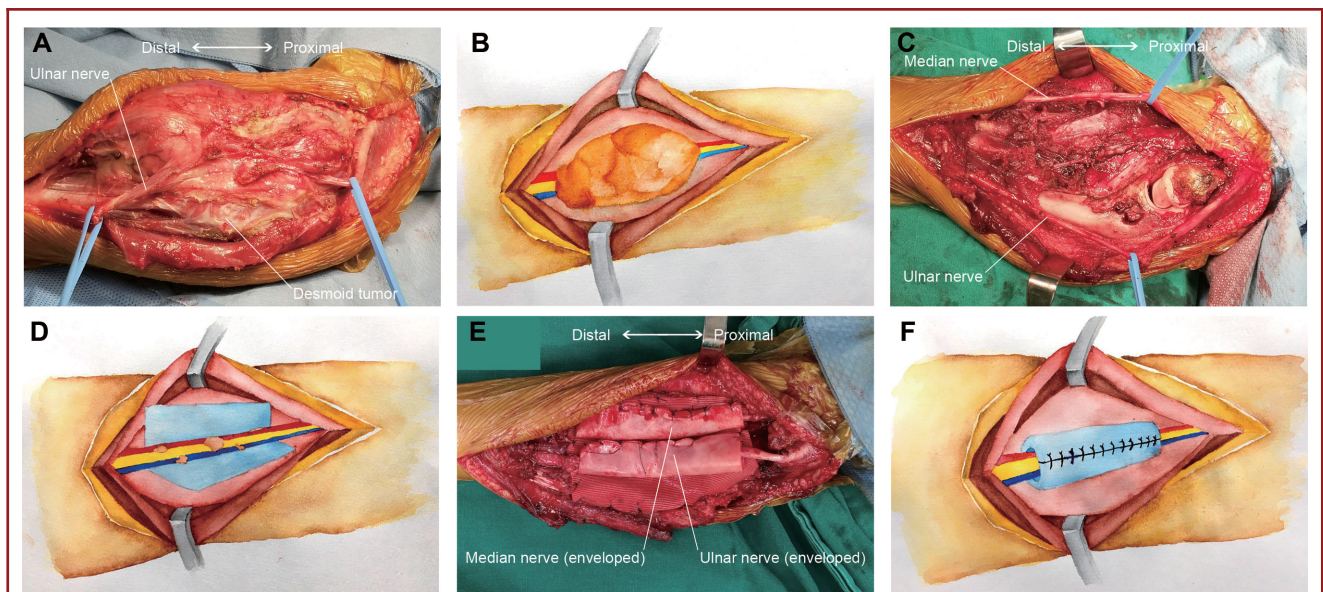 A
Distal
Proximal
Ulnar nerve
Desmoid tumor
B
C
Distal
Proximal
Median nerve
Ulnar nerve
D
E
Distal
Proximal
Median nerve (enveloped)
Ulnar nerve (enveloped)
F